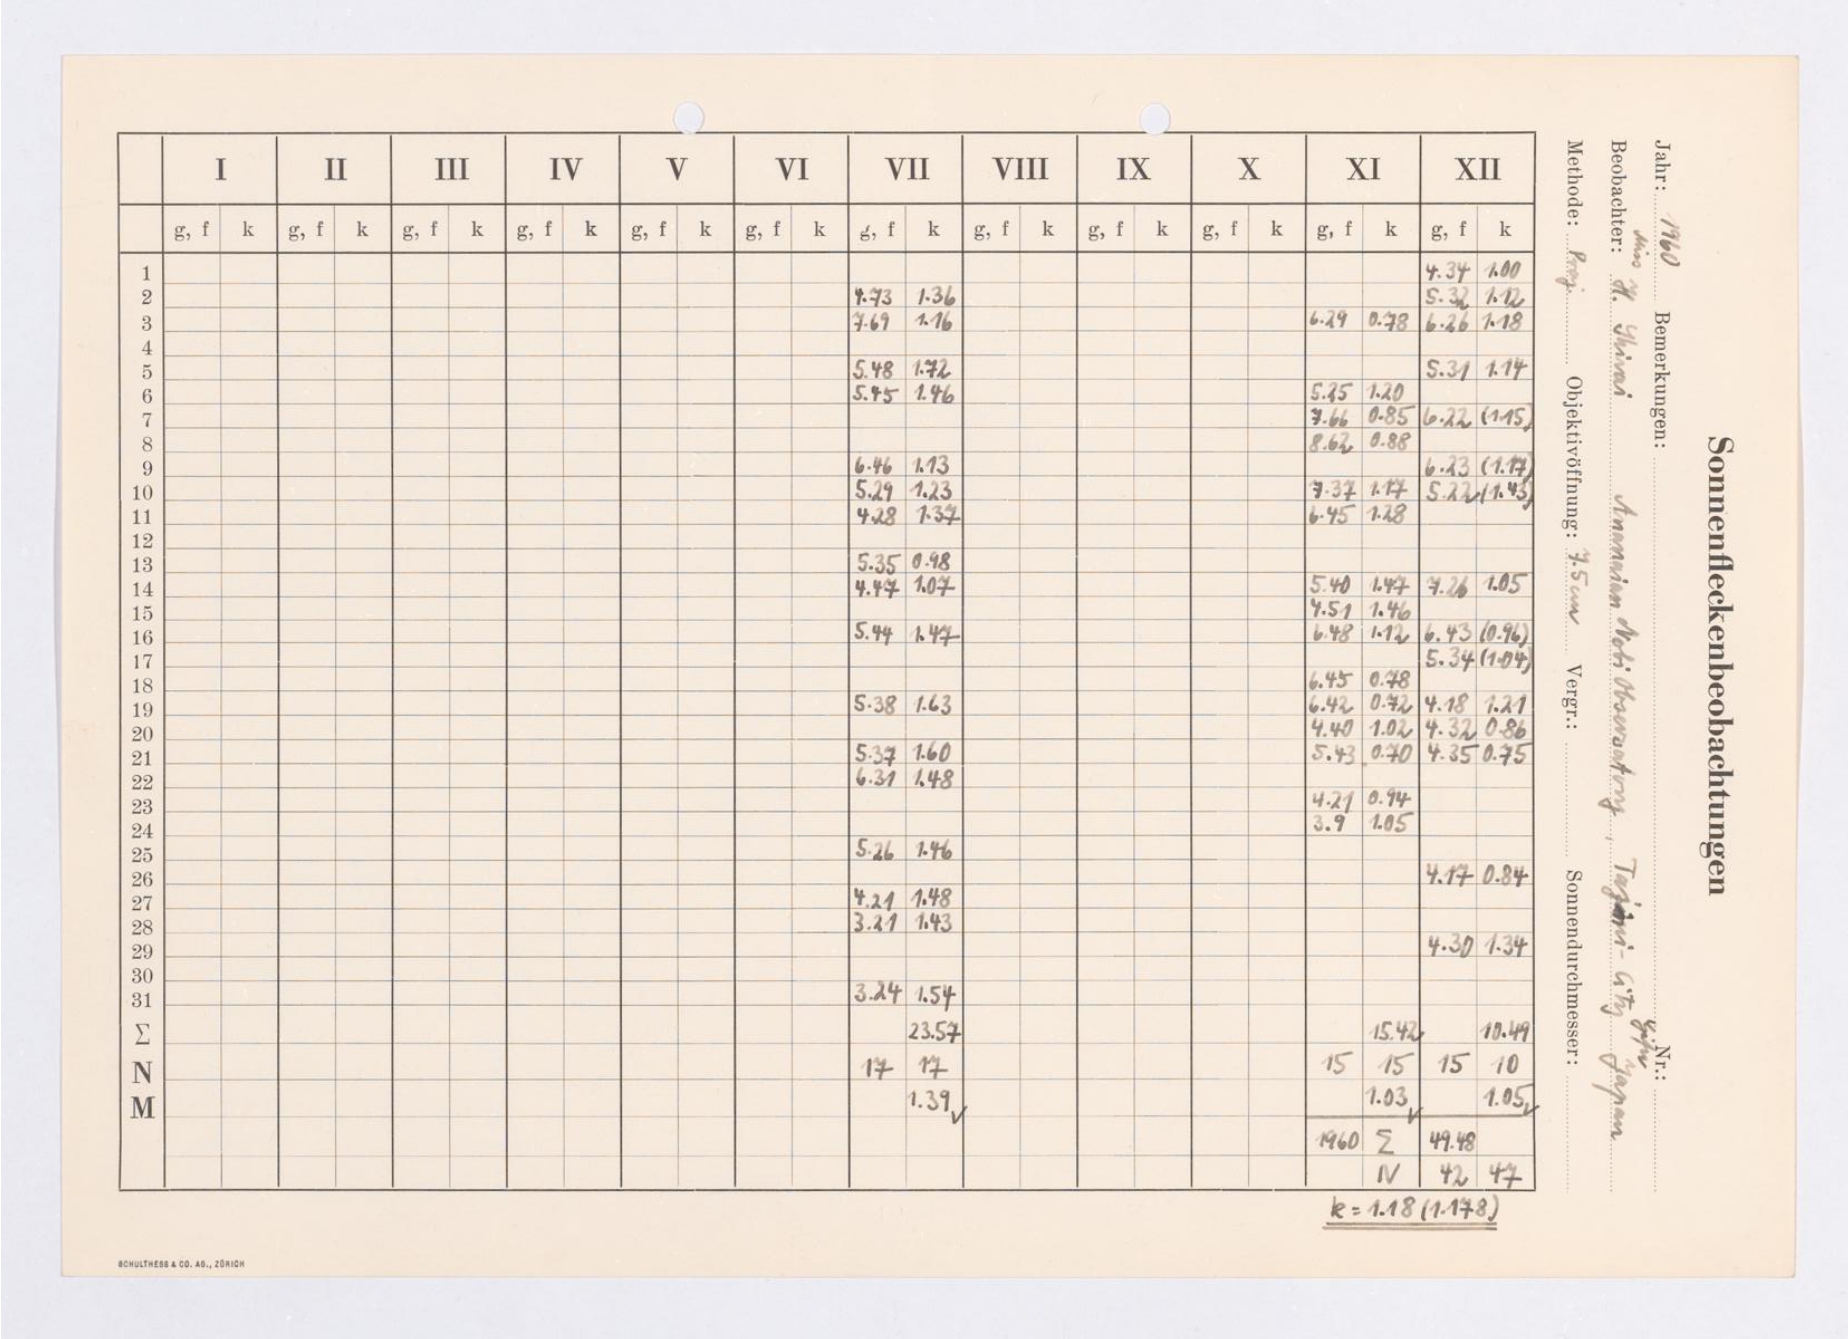 Sonnenfleckenbeobachtungen
Jahr: 1960 Bemerkungen: Nr.:
Beobachter: Miss H. Observatory, City Gifu Japan
Methode: Proj Objektivöffnung: 7.5 cm Vergr.: Sonnendurchmesser:
I II III IV V VI VII VIII IX X XI XII
g, f k g, f k g, f k g, f k g, f k g, f k g, f k g, f k g, f k g, f k g, f k g, f k
1 4.34 1.00
2 4.73 1.36 5.32 1.12
3 7.69 1.16 6.29 0.78 6.26 1.18
4
5 5.48 1.72 5.31 1.14
6 5.45 1.46 5.25 1.20
7 7.66 0.85 6.22 (1.15)
8 8.62 0.88
9 6.46 1.13 6.23 (1.17)
10 5.29 1.23 7.37 1.17 5.22 (1.43)
11 4.28 1.37 6.45 1.28
12
13 5.35 0.98
14 4.47 1.07 5.40 1.47 7.26 1.05
15 4.51 1.46
16 5.44 1.47 6.48 1.12 6.43 (0.96)
17 5.34 (1.04)
18 6.45 0.78
19 5.38 1.63 6.42 0.72 4.18 1.21
20 4.40 1.02 4.32 0.86
21 5.37 1.60 5.43 0.70 4.35 0.75
22 6.31 1.48
23 4.21 0.94
24 3.9 1.05
25 5.26 1.46
26 4.17 0.84
27 4.21 1.48
28 3.21 1.43
29 4.30 1.34
30
31 3.24 1.54
Σ 23.57 15.42 10.49
N 17 17 15 15 15 10
M 1.39 ✓ 1.03 ✓ 1.05 ✓
1960 Σ 49.48
N 42 47
k = 1.18 (1.178)
SCHULTHESS & CO. AG., ZÜRICH